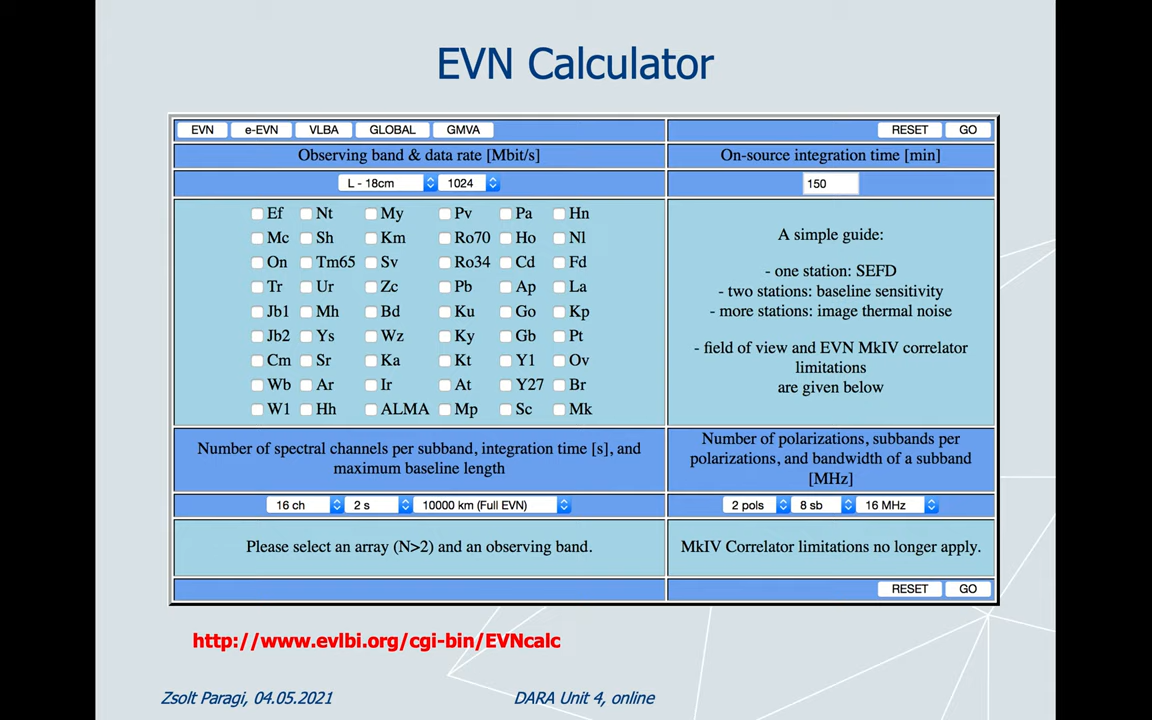 EVN Calculator
EVN e-EVN VLBA GLOBAL GMVA RESET GO
Observing band & data rate [Mbit/s] On-source integration time [min]
L - 18cm 1024 150
Ef Nt My Pv Pa Hn
Mc Sh Km Ro70 Ho Nl
On Tm65 Sv Ro34 Cd Fd
Tr Ur Zc Pb Ap La
Jb1 Mh Bd Ku Go Kp
Jb2 Ys Wz Ky Gb Pt
Cm Sr Ka Kt Y1 Ov
Wb Ar Ir At Y27 Br
W1 Hh ALMA Mp Sc Mk
A simple guide:
- one station: SEFD
- two stations: baseline sensitivity
- more stations: image thermal noise
- field of view and EVN MkIV correlator
limitations
are given below
Number of spectral channels per subband, integration time [s], and
maximum baseline length
Number of polarizations, subbands per
polarizations, and bandwidth of a subband
[MHz]
16 ch 2 s 10000 km (Full EVN) 2 pols 8 sb 16 MHz
Please select an array (N>2) and an observing band. MkIV Correlator limitations no longer apply.
RESET GO
http://www.evlbi.org/cgi-bin/EVNcalc
Zsolt Paragi, 04.05.2021 DARA Unit 4, online